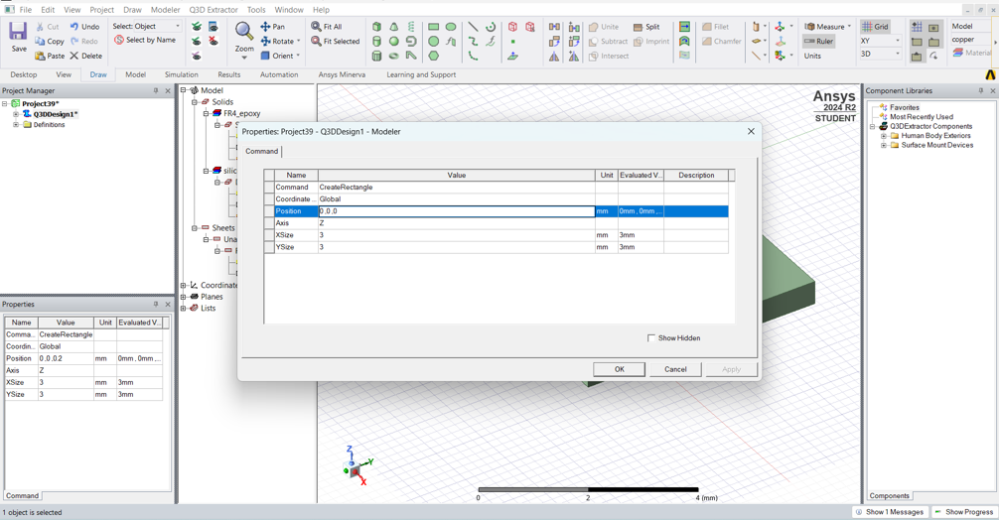 File Edit View Project Draw Modeler Q3D Extractor Tools Window Help
Save
Cut Undo
Copy Redo
Paste Delete
Select: Object
Select by Name
Zoom
Pan
Rotate
Orient
Fit All
Fit Selected
Unite Split
Subtract Imprint
Intersect
Fillet
Chamfer
Measure
Ruler
Units
Grid
XY
3D
Model
copper
Material
Desktop View Draw Model Simulation Results Automation Ansys Minerva Learning and Support
Project Manager
Project39*
Q3DDesign1*
Definitions
Model
Solids
FR4_epoxy
S
silic
Sheets
Una
Coordinate
Planes
Lists
Ansys
2024 R2
STUDENT
Component Libraries
Favorites
Most Recently Used
Q3DExtractor Components
Human Body Exteriors
Surface Mount Devices
Properties: Project39 - Q3DDesign1 - Modeler
Command
Name Value Unit Evaluated V... Description
Command CreateRectangle
Coordinate ... Global
Position 0,0,0 mm 0mm , 0mm ,...
Axis Z
XSize 3 mm 3mm
YSize 3 mm 3mm
Show Hidden
OK Cancel Apply
Properties
Name Value Unit Evaluated V...
Comma... CreateRectangle
Coordin... Global
Position 0 ,0 ,0.2 mm 0mm , 0mm ,...
Axis Z
XSize 3 mm 3mm
YSize 3 mm 3mm
Command
Z
Y
X
0 2 4 (mm)
Components
1 object is selected
Show 1 Messages Show Progress